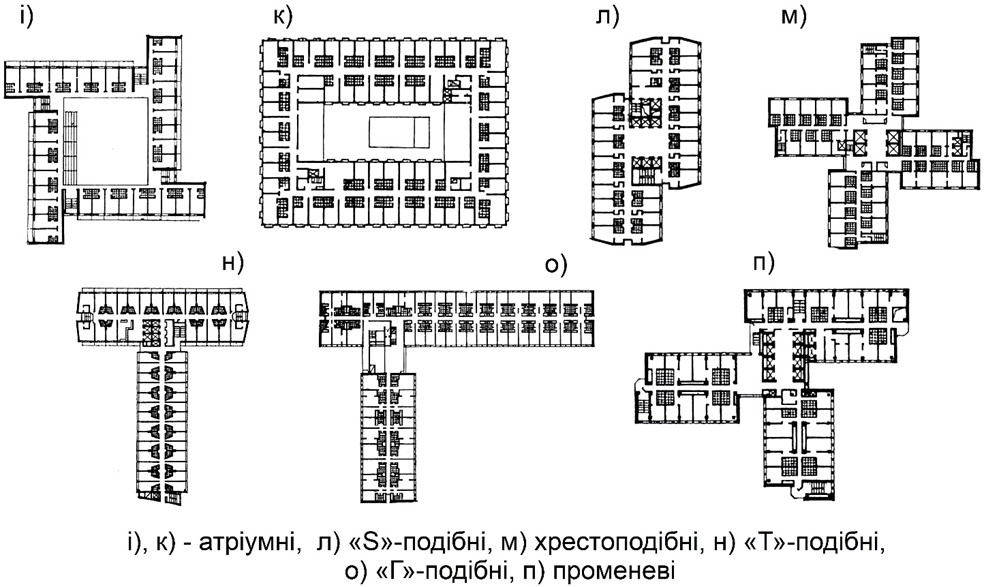 і) к) л) м)
н) о) п)
і), к) - атріумні, л) «S»-подібні, м) хрестоподібні, н) «Т»-подібні,
о) «Г»-подібні, п) променеві